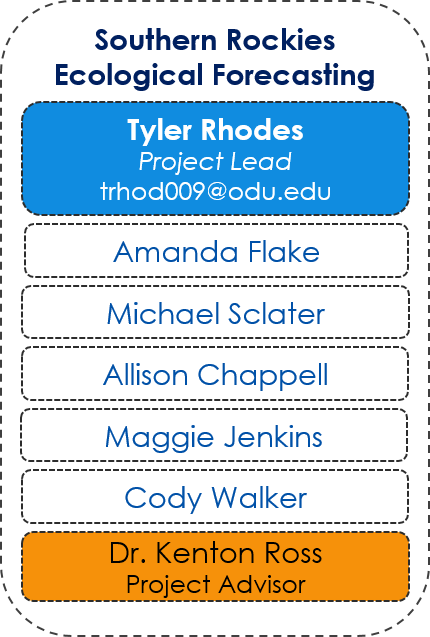 Southern Rockies
Ecological Forecasting
Tyler Rhodes
Project Lead
trhod009@odu.edu
Amanda Flake
Michael Sclater
Allison Chappell
Maggie Jenkins
Cody Walker
Dr. Kenton Ross
Project Advisor